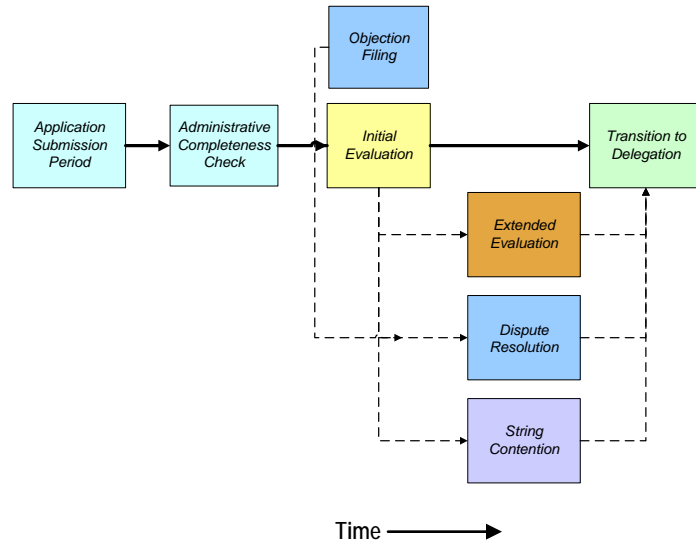 Objection
Filing
Application
Submission
Period
Administrative
Completeness
Check
Initial
Evaluation
Transition to
Delegation
Extended
Evaluation
Dispute
Resolution
String
Contention
Time